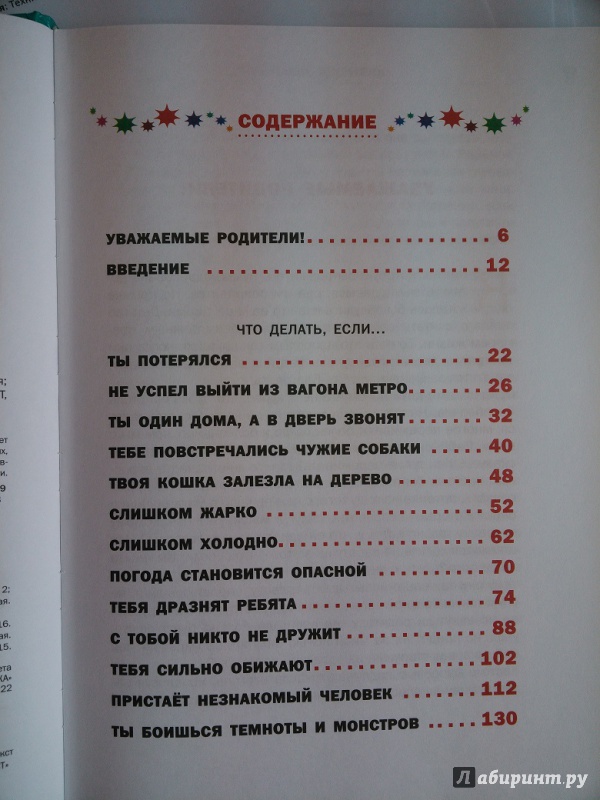 я: Техни
СОДЕРЖАНИЕ
УВАЖАЕМЫЕ РОДИТЕЛИ! 6
ВВЕДЕНИЕ 12
ЧТО ДЕЛАТЬ, ЕСЛИ...
ТЫ ПОТЕРЯЛСЯ 22
НЕ УСПЕЛ ВЫЙТИ ИЗ ВАГОНА МЕТРО 26
ТЫ ОДИН ДОМА, А В ДВЕРЬ ЗВОНЯТ 32
ТЕБЕ ПОВСТРЕЧАЛИСЬ ЧУЖИЕ СОБАКИ 40
ТВОЯ КОШКА ЗАЛЕЗЛА НА ДЕРЕВО 48
СЛИШКОМ ЖАРКО 52
СЛИШКОМ ХОЛОДНО 62
ПОГОДА СТАНОВИТСЯ ОПАСНОЙ 70
ТЕБЯ ДРАЗНЯТ РЕБЯТА 74
С ТОБОЙ НИКТО НЕ ДРУЖИТ 88
ТЕБЯ СИЛЬНО ОБИЖАЮТ 102
ПРИСТАЁТ НЕЗНАКОМЫЙ ЧЕЛОВЕК 112
ТЫ БОИШЬСЯ ТЕМНОТЫ И МОНСТРОВ 130
Лабиринт.ру